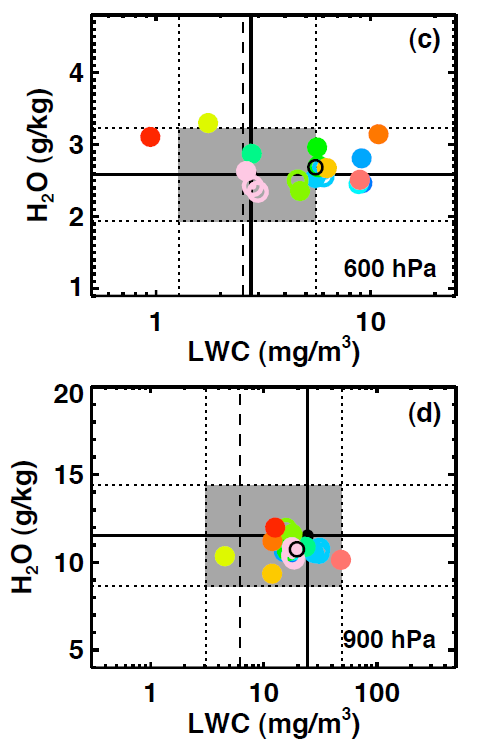 (c)
H2O (g/kg)
4
3
2
1
600 hPa
1
10
LWC (mg/m³)
(d)
H2O (g/kg)
20
15
10
5
900 hPa
1
10
100
LWC (mg/m³)